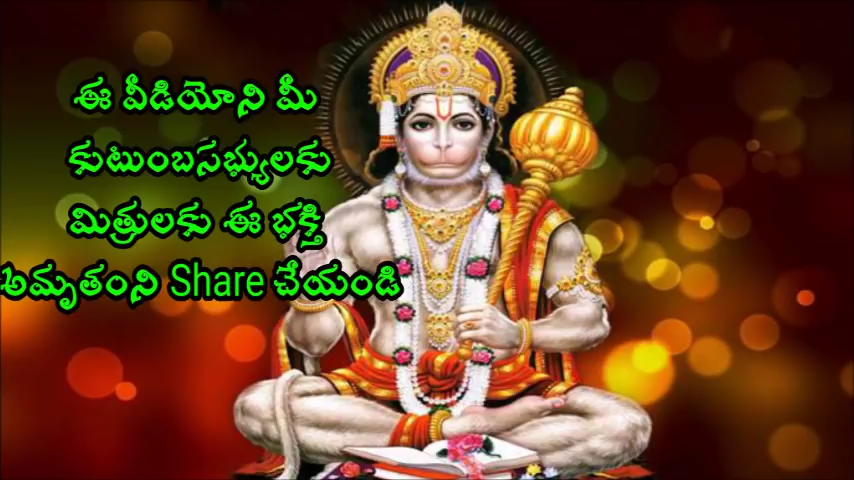 ఈ వీడియోని మీ
కుటుంబసభ్యులకు
మిత్రులకు ఈ భక్తి
అమృతంని Share చేయండి